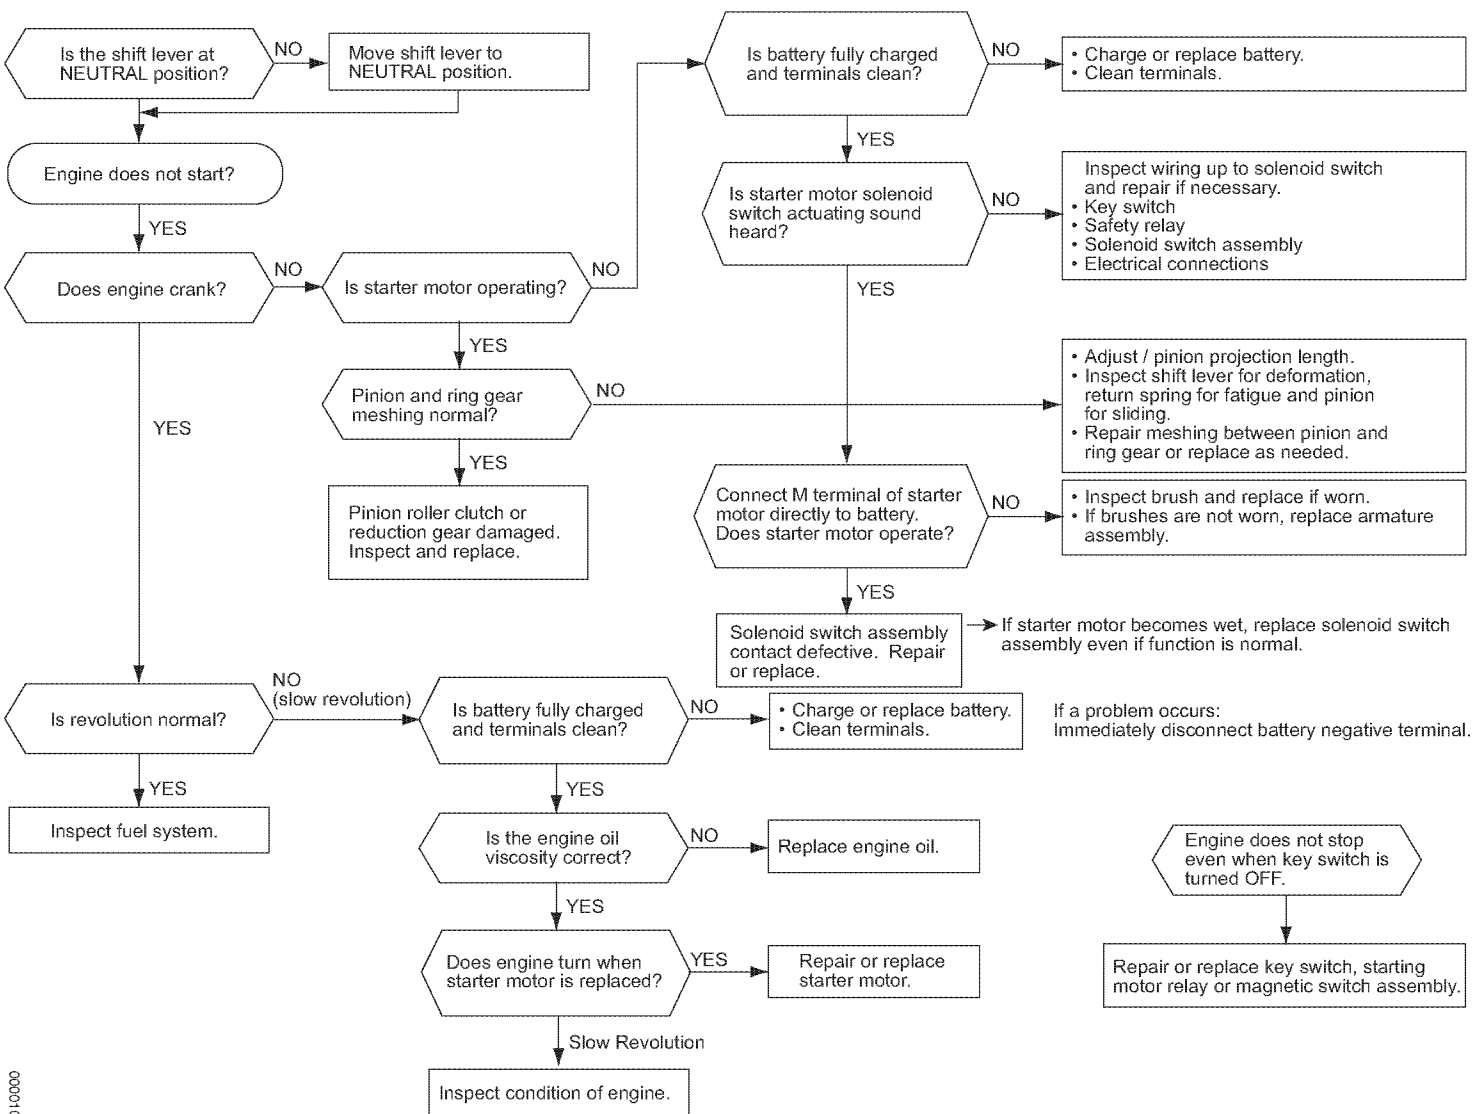 Is the shift lever at
NEUTRAL position?
NO
Move shift lever to
NEUTRAL position.
Engine does not start?
YES
Does engine crank?
NO
Is starter motor operating?
NO
YES
Pinion and ring gear
meshing normal?
NO
YES
Pinion roller clutch or
reduction gear damaged.
Inspect and replace.
YES
Is battery fully charged
and terminals clean?
NO
• Charge or replace battery.
• Clean terminals.
YES
Is starter motor solenoid
switch actuating sound
heard?
NO
Inspect wiring up to solenoid switch
and repair if necessary.
• Key switch
• Safety relay
• Solenoid switch assembly
• Electrical connections
YES
• Adjust / pinion projection length.
• Inspect shift lever for deformation,
return spring for fatigue and pinion
for sliding.
• Repair meshing between pinion and
ring gear or replace as needed.
Connect M terminal of starter
motor directly to battery.
Does starter motor operate?
NO
• Inspect brush and replace if worn.
• If brushes are not worn, replace armature
assembly.
YES
Solenoid switch assembly
contact defective. Repair
or replace.
If starter motor becomes wet, replace solenoid switch
assembly even if function is normal.
Is revolution normal?
NO
(slow revolution)
YES
Inspect fuel system.
Is battery fully charged
and terminals clean?
NO
• Charge or replace battery.
• Clean terminals.
If a problem occurs:
Immediately disconnect battery negative terminal.
YES
Is the engine oil
viscosity correct?
NO
Replace engine oil.
YES
Does engine turn when
starter motor is replaced?
YES
Repair or replace
starter motor.
Slow Revolution
Inspect condition of engine.
Engine does not stop
even when key switch is
turned OFF.
Repair or replace key switch, starting
motor relay or magnetic switch assembly.